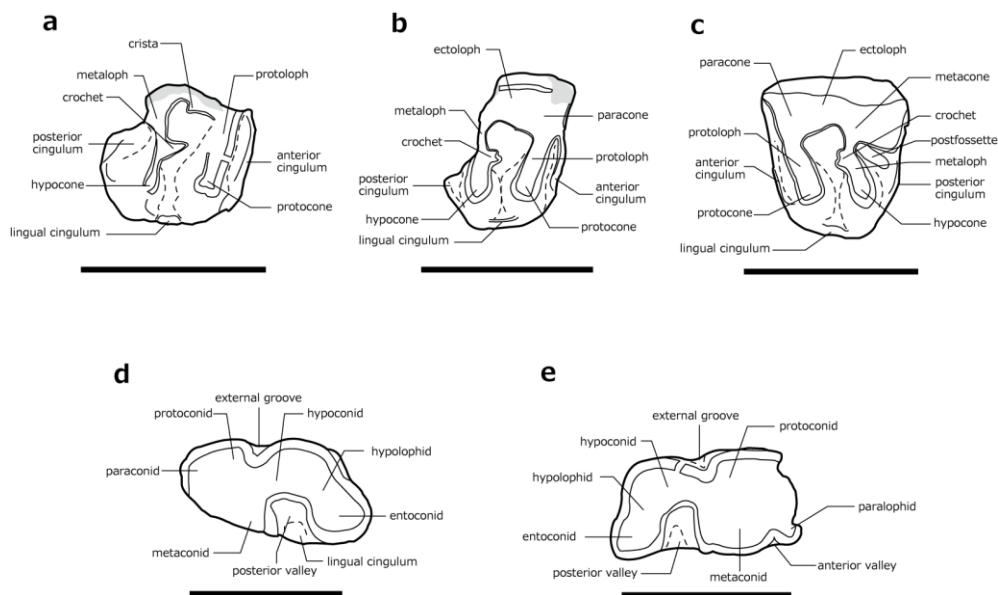 a
crista
metaloph
protoloph
crochet
posterior
cingulum
anterior
cingulum
hypocone
protocone
lingual cingulum
b
ectoloph
metaloph
paracone
crochet
protoloph
posterior
cingulum
anterior
cingulum
hypocone
protocone
lingual cingulum
c
ectoloph
paracone
metacone
crochet
protoloph
postfossette
metaloph
anterior
cingulum
posterior
cingulum
protocone
hypocone
lingual cingulum
d
external groove
protoconid
hypoconid
hypolophid
paraconid
entoconid
metaconid
posterior valley
lingual cingulum
e
external groove
protoconid
hypoconid
hypolophid
paralophid
entoconid
posterior valley
anterior valley
metaconid